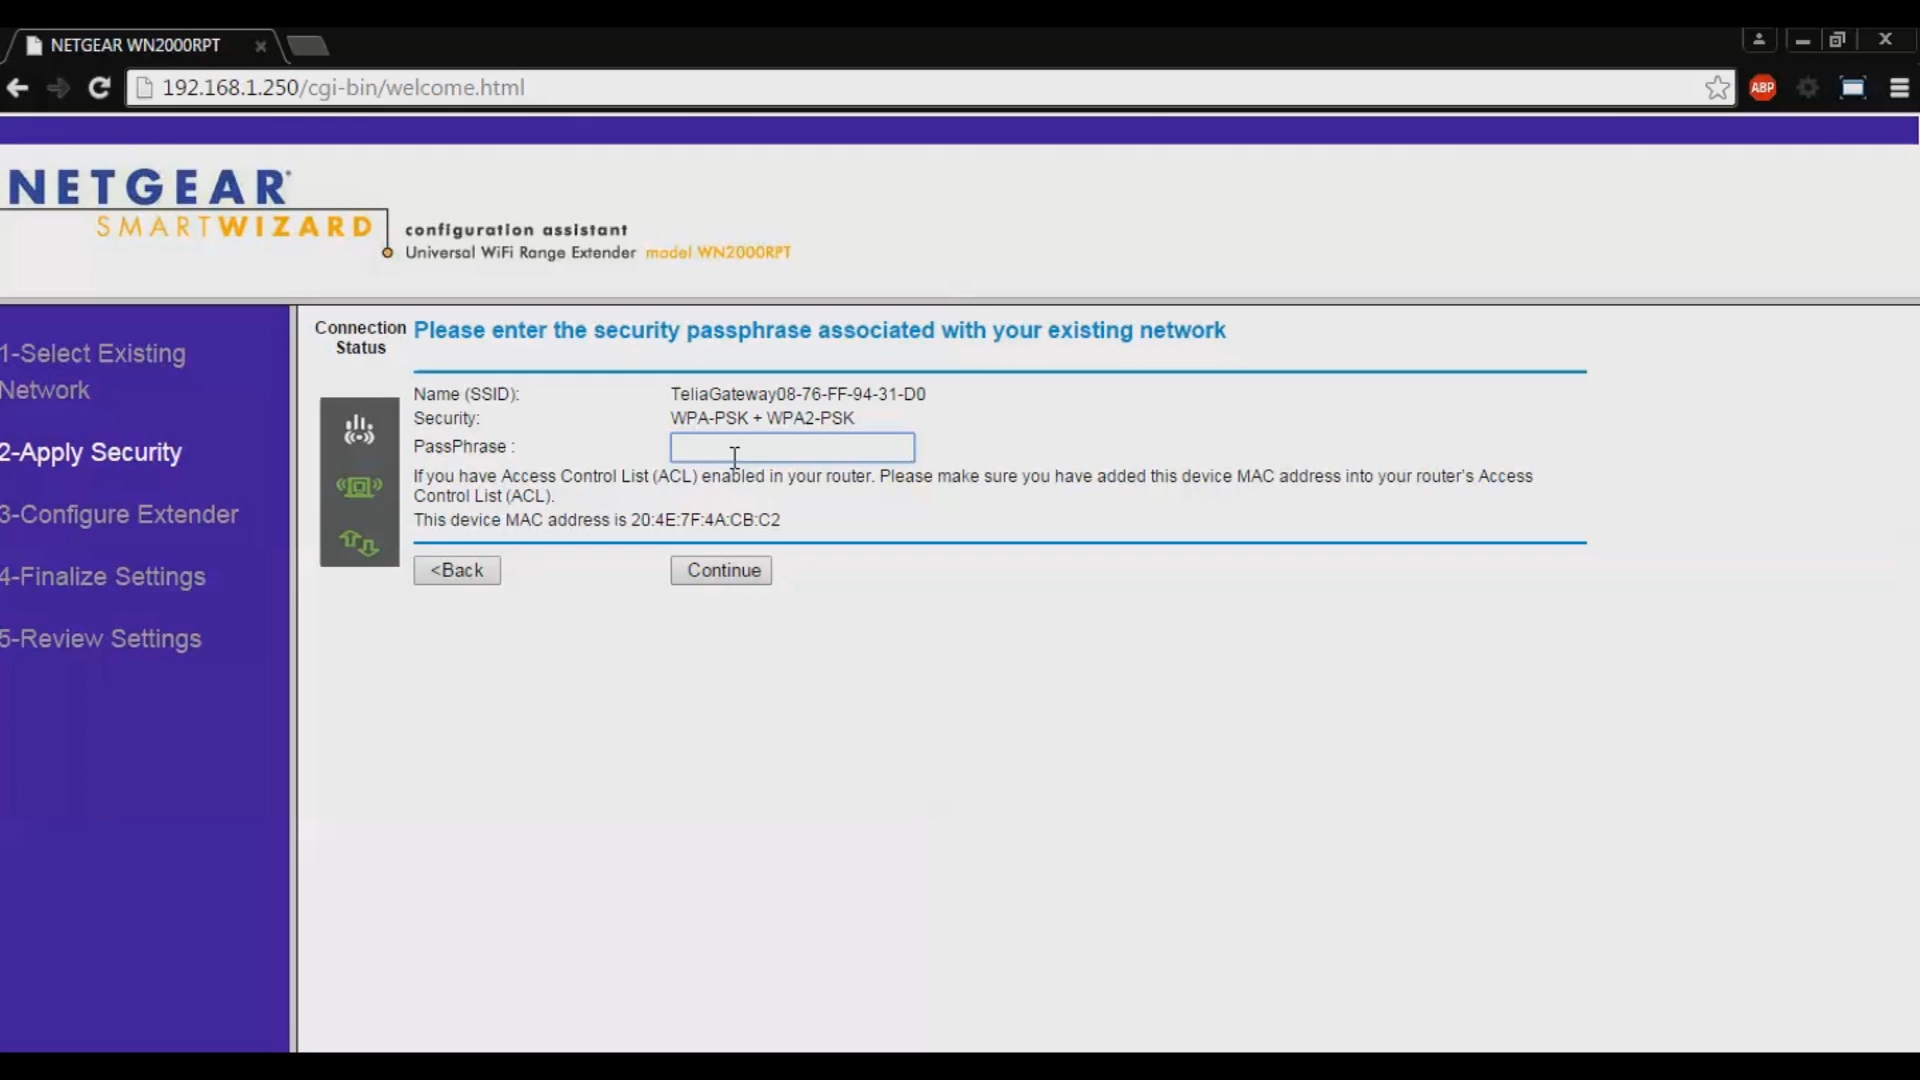 NETGEAR WN2000RPT
192.168.1.250/cgi-bin/welcome.html
ABP
NETGEAR
SMARTWIZARD
configuration assistant
Universal WiFi Range Extender model WN2000RPT
1-Select Existing
Network
2-Apply Security
3-Configure Extender
4-Finalize Settings
5-Review Settings
Connection
Status
Please enter the security passphrase associated with your existing network
Name (SSID): TeliaGateway08-76-FF-94-31-D0
Security: WPA-PSK + WPA2-PSK
PassPhrase :
If you have Access Control List (ACL) enabled in your router. Please make sure you have added this device MAC address into your router's Access
Control List (ACL).
This device MAC address is 20:4E:7F:4A:CB:C2
<Back Continue